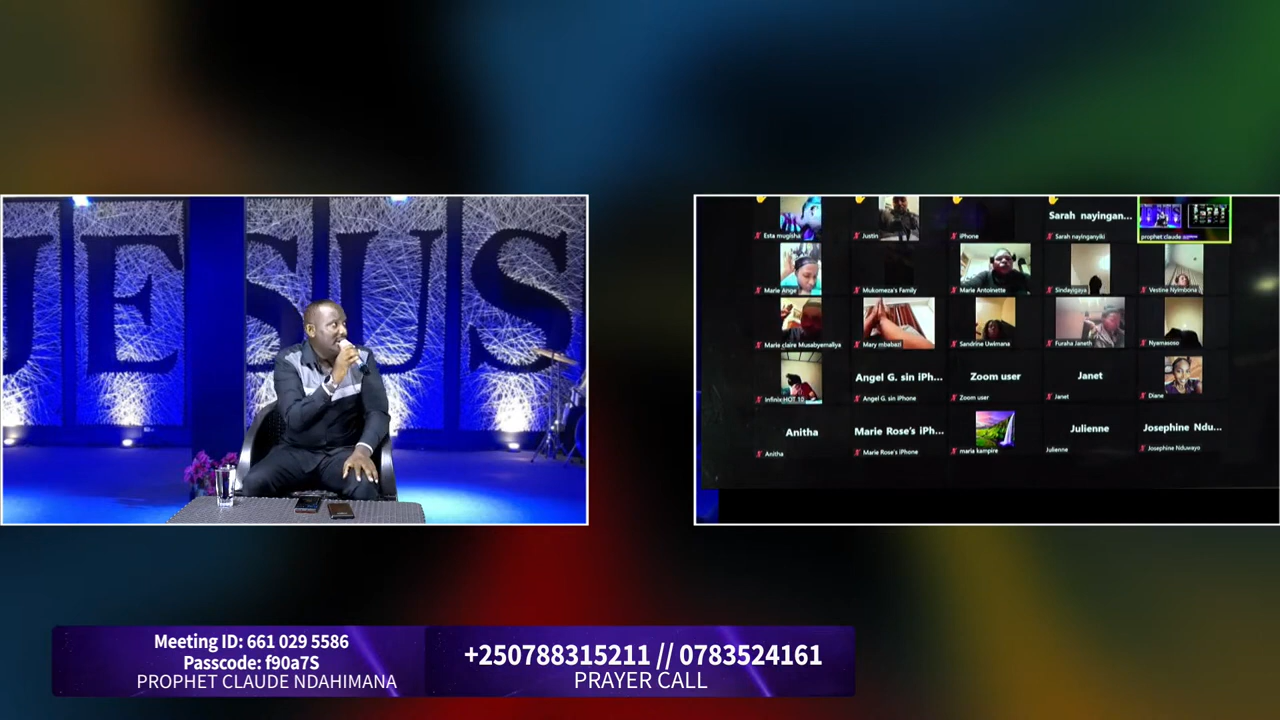 JESUS
Esta mugisha
Justin
iPhone
Sarah nayingan...
Sarah nayinganyiki
prophet claude
Marie Ange
Mukomeza's Family
Marie Antoinette
Sindayigaya
Vestine Nyimbona
Marie claire Musabyemaliya
Mary mbabazi
Sandrine Uwimana
Furaha Janeth
Nyamasoso
Infinix HOT 10
Angel G. sin iPh...
Angel G. sin iPhone
Zoom user
Zoom user
Janet
Janet
Diane
Anitha
Anitha
Marie Rose's iPh...
Marie Rose's iPhone
maria kampire
Julienne
Julienne
Josephine Ndu...
Josephine Nduwayo
Meeting ID: 661 029 5586
Passcode: f90a7S
PROPHET CLAUDE NDAHIMANA
+250788315211 // 0783524161
PRAYER CALL